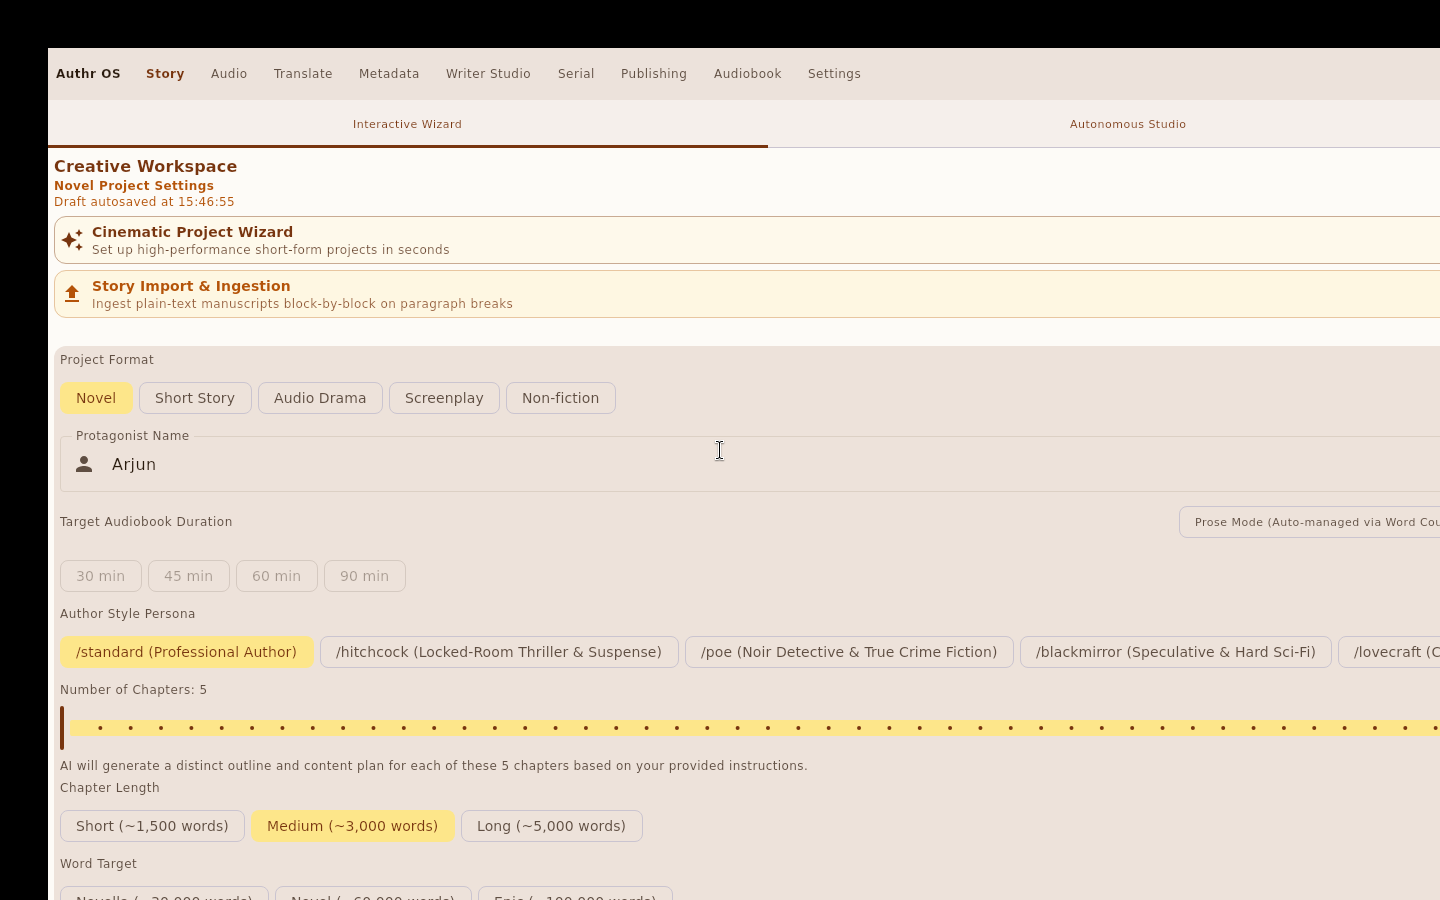 Authr OS Story Audio Translate Metadata Writer Studio Serial Publishing Audiobook Settings
Interactive Wizard Autonomous Studio
Creative Workspace
Novel Project Settings
Draft autosaved at 15:46:55
Cinematic Project Wizard
Set up high-performance short-form projects in seconds
Story Import & Ingestion
Ingest plain-text manuscripts block-by-block on paragraph breaks
Project Format
Novel Short Story Audio Drama Screenplay Non-fiction
Protagonist Name
Arjun
Target Audiobook Duration Prose Mode (Auto-managed via Word
30 min 45 min 60 min 90 min
Author Style Persona
/standard (Professional Author) /hitchcock (Locked-Room Thriller & Suspense) /poe (Noir Detective & True Crime Fiction) /blackmirror (Speculative & Hard Sci-Fi) /lovecraft
Number of Chapters: 5
AI will generate a distinct outline and content plan for each of these 5 chapters based on your provided instructions.
Chapter Length
Short (~1,500 words) Medium (~3,000 words) Long (~5,000 words)
Word Target